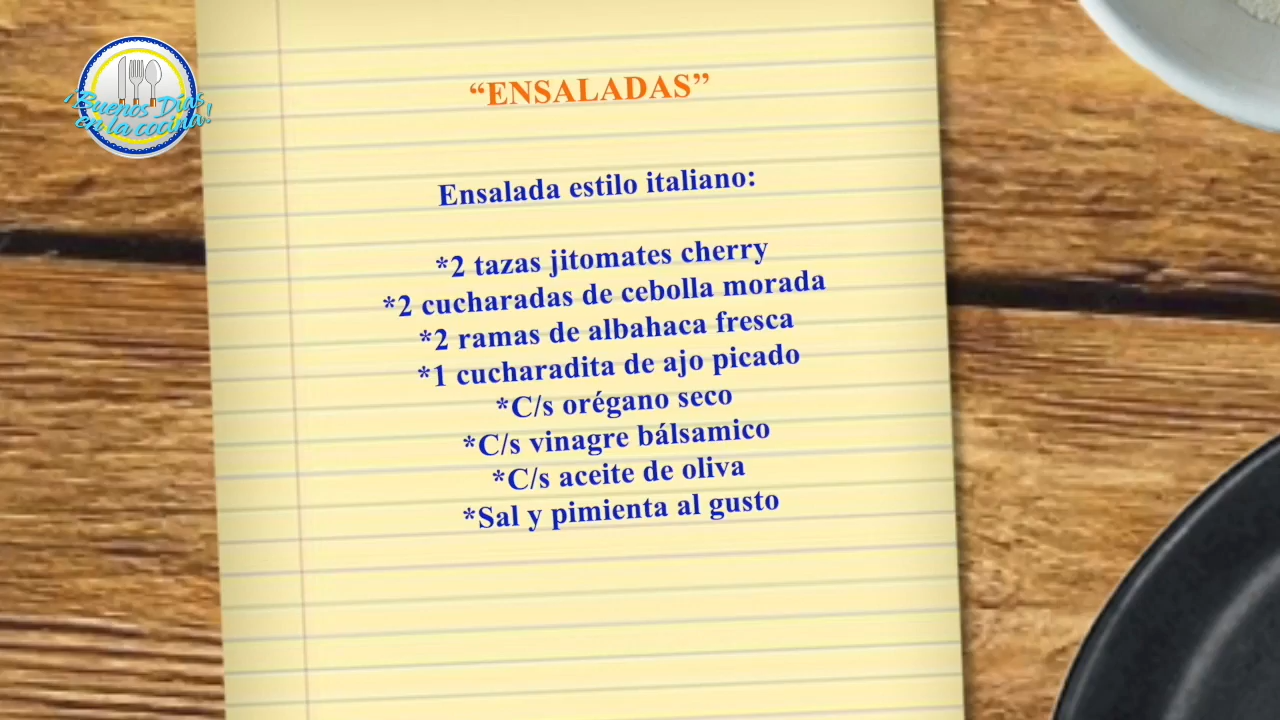 ¡Buenos Días
en la cocina!
“ENSALADAS”
Ensalada estilo italiano:
*2 tazas jitomates cherry
*2 cucharadas de cebolla morada
*2 ramas de albahaca fresca
*1 cucharadita de ajo picado
*C/s orégano seco
*C/s vinagre bálsamico
*C/s aceite de oliva
*Sal y pimienta al gusto